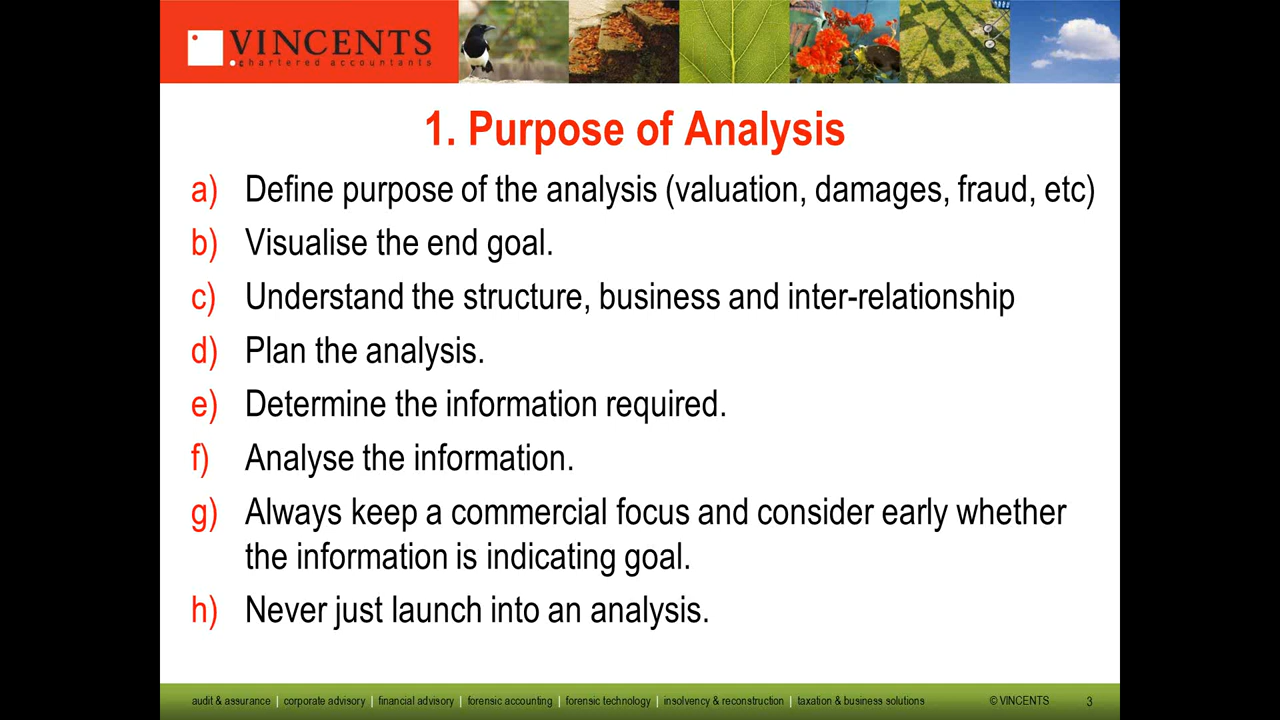 VINCENTS
chartered accountants
1. Purpose of Analysis
a) Define purpose of the analysis (valuation, damages, fraud, etc)
b) Visualise the end goal.
c) Understand the structure, business and inter-relationship
d) Plan the analysis.
e) Determine the information required.
f) Analyse the information.
g) Always keep a commercial focus and consider early whether
the information is indicating goal.
h) Never just launch into an analysis.
audit & assurance | corporate advisory | financial advisory | forensic accounting | forensic technology | insolvency & reconstruction | taxation & business solutions © VINCENTS 3